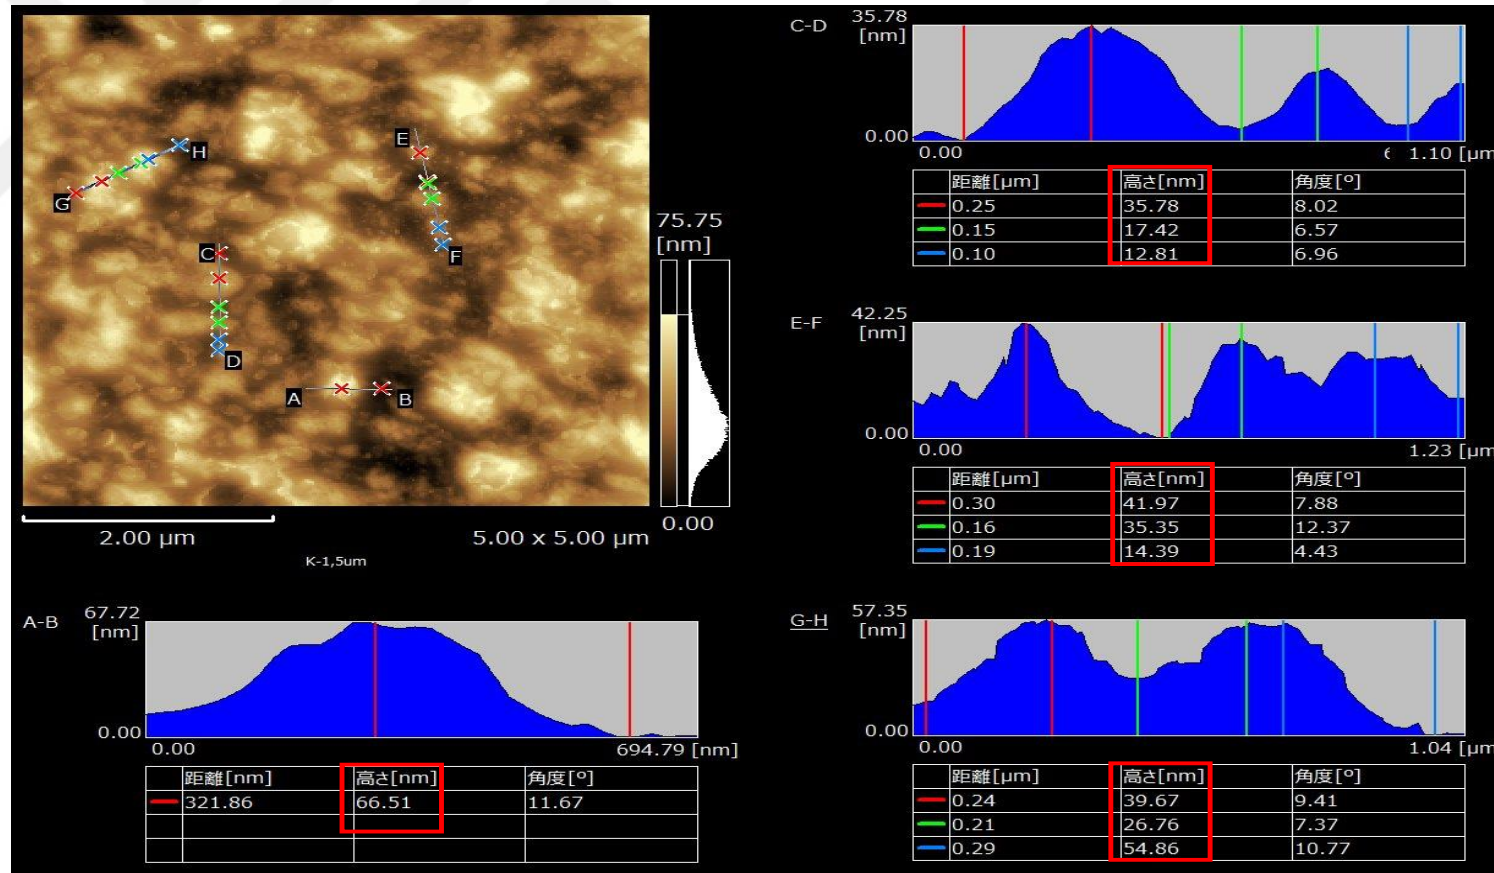 H
E
G
C
F
D
A
B
75.75
[nm]
0.00
2.00 µm
5.00 x 5.00 µm
K-1,5um
A-B
67.72
[nm]
0.00
0.00
694.79 [nm]
距離[nm] 高さ[nm] 角度[º]
321.86 66.51 11.67
C-D
35.78
[nm]
0.00
0.00
1.10 [µm
距離[µm] 高さ[nm] 角度[º]
0.25 35.78 8.02
0.15 17.42 6.57
0.10 12.81 6.96
E-F
42.25
[nm]
0.00
0.00
1.23 [µm
距離[µm] 高さ[nm] 角度[º]
0.30 41.97 7.88
0.16 35.35 12.37
0.19 14.39 4.43
G-H
57.35
[nm]
0.00
0.00
1.04 [µm
距離[µm] 高さ[nm] 角度[º]
0.24 39.67 9.41
0.21 26.76 7.37
0.29 54.86 10.77